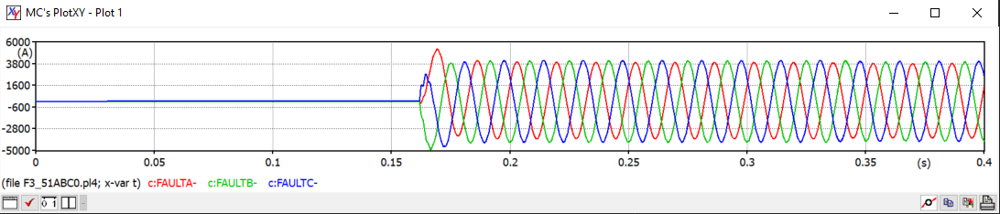 MC's PlotXY - Plot 1
6000
(A)
3800
1600
-600
-2800
-5000
0 0.05 0.1 0.15 0.2 0.25 0.3 0.35 (s) 0.4
(file F3_51ABC0.pl4; x-var t) c:FAULTA- c:FAULTB- c:FAULTC-